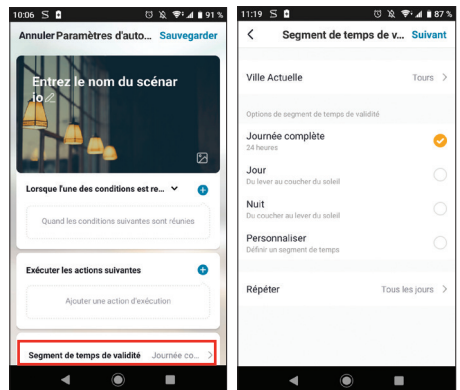 10:06 S 91 %
Annuler Paramètres d'auto... Sauvegarder
Entrez le nom du scénar
io
Lorsque l'une des conditions est re...
Quand les conditions suivantes sont réunies
Exécuter les actions suivantes
Ajouter une action d'exécution
Segment de temps de validité Journée co...
11:19 S 87 %
Segment de temps de v... Suivant
Ville Actuelle Tours
Options de segment de temps de validité
Journée complète
24 heures
Jour
Du lever au coucher du soleil
Nuit
Du coucher au lever du soleil
Personnaliser
Définir un segment de temps
Répéter Tous les jours